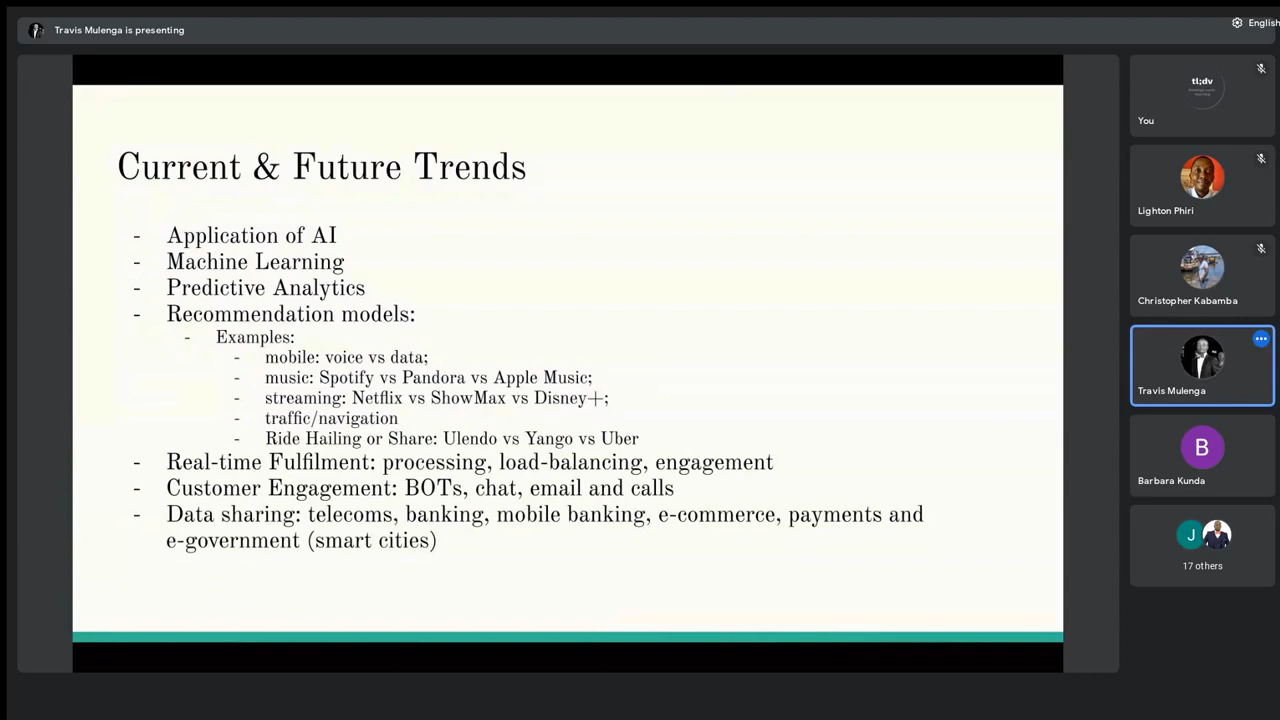 Travis Mulenga is presenting
English
Current & Future Trends
- Application of AI
- Machine Learning
- Predictive Analytics
- Recommendation models:
- Examples:
- mobile: voice vs data;
- music: Spotify vs Pandora vs Apple Music;
- streaming: Netflix vs ShowMax vs Disney+;
- traffic/navigation
- Ride Hailing or Share: Ulendo vs Yango vs Uber
- Real-time Fulfilment: processing, load-balancing, engagement
- Customer Engagement: BOTs, chat, email and calls
- Data sharing: telecoms, banking, mobile banking, e-commerce, payments and
e-government (smart cities)
tl;dv
You
Lighton Phiri
Christopher Kabamba
Travis Mulenga
B
Barbara Kunda
J
17 others